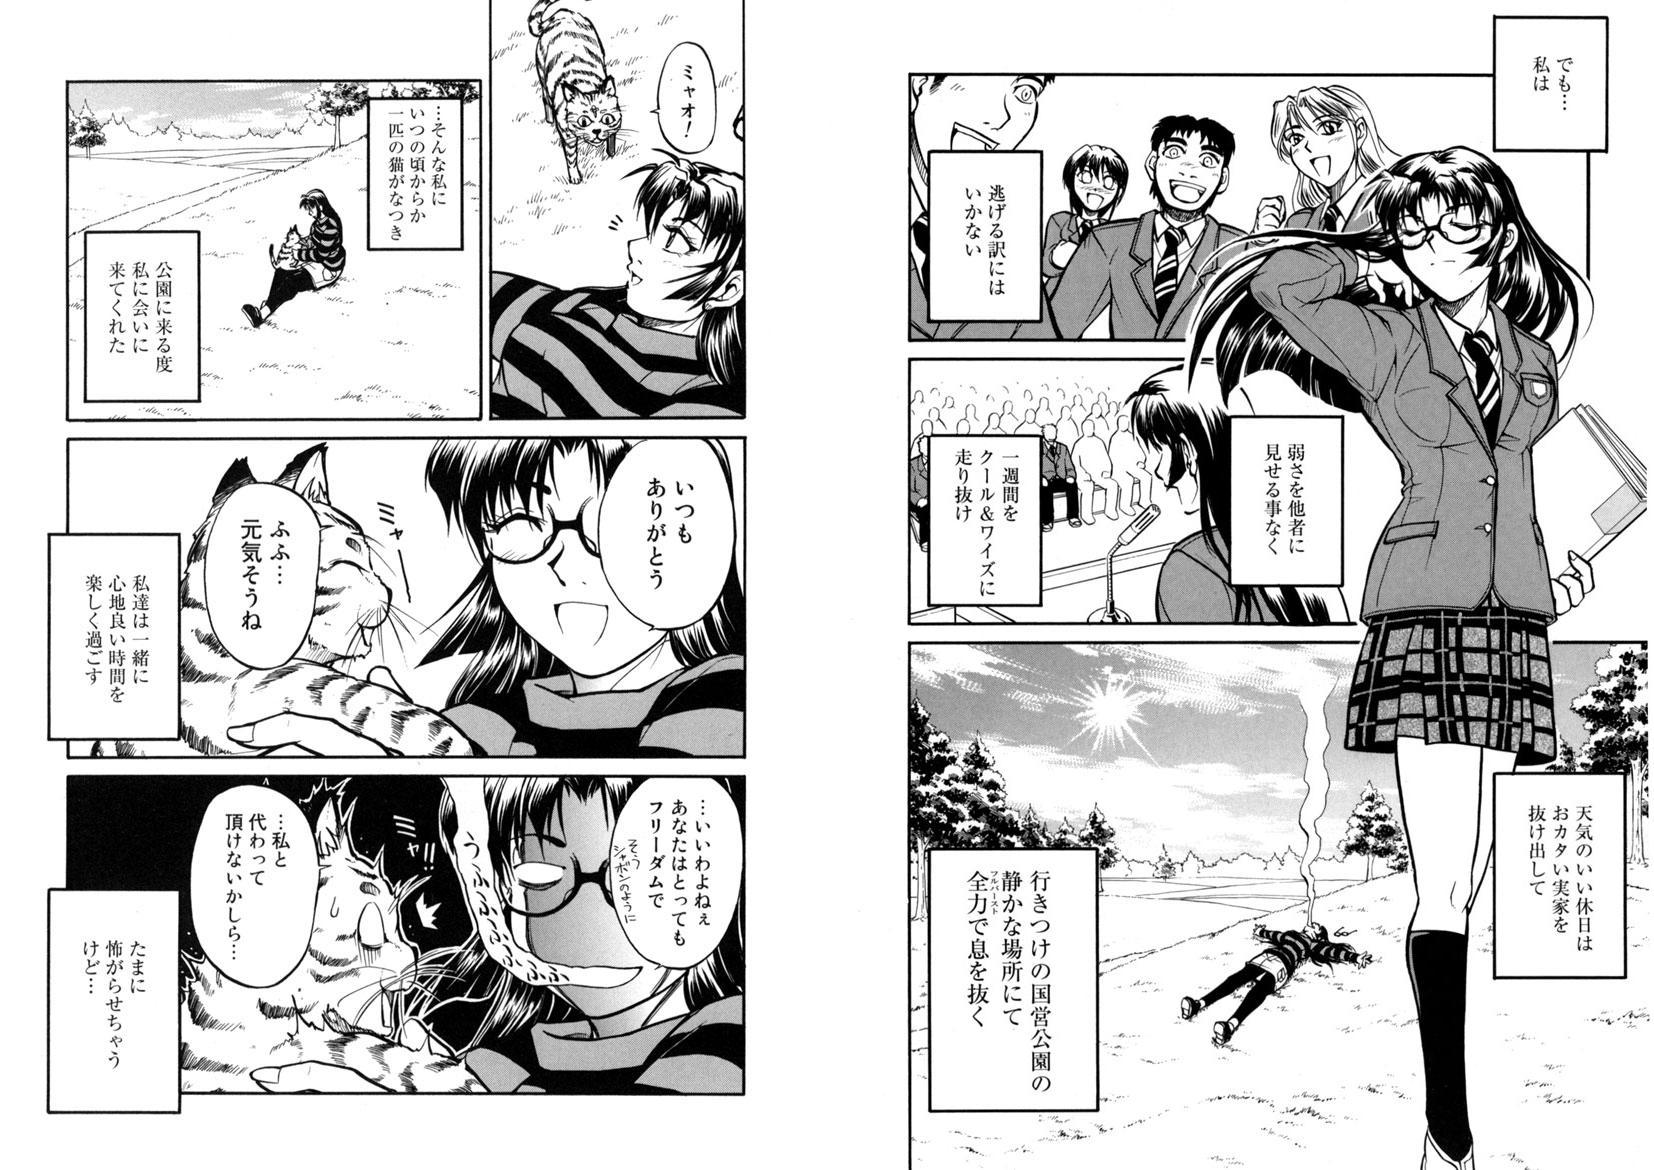 でも…
私は
逃げる訳には
いかない
弱さを他者に
見せる事なく
一週間を
クール＆ワイズに
走り抜け
天気のいい休日は
おカタい実家を
抜け出して
行きつけの国営公園の
静かな場所にて
全力で息を抜く
フルバースト
ミャオ！
…そんな私に
いつの頃からか
一匹の猫がなつき
公園に来る度
私に会いに
来てくれた
いつも
ありがとう
ミャー
ふふ…
元気そうね
私達は一緒に
心地良い時間を
楽しく過ごす
…いいわよねぇ
あなたはとっても
フリーダムで
そう
シャボンのように
うふふふふふふ
ミャ!!
…私と
代わって
頂けないかしら…
たまに
怖がらせちゃう
けど…